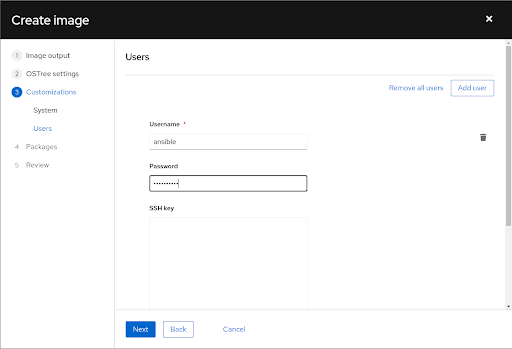 Create image
1 Image output
2 OSTree settings
3 Customizations
System
Users
4 Packages
5 Review
Users
Remove all users
Add user
Username *
ansible
Password
••••••••••
SSH key
Next
Back
Cancel